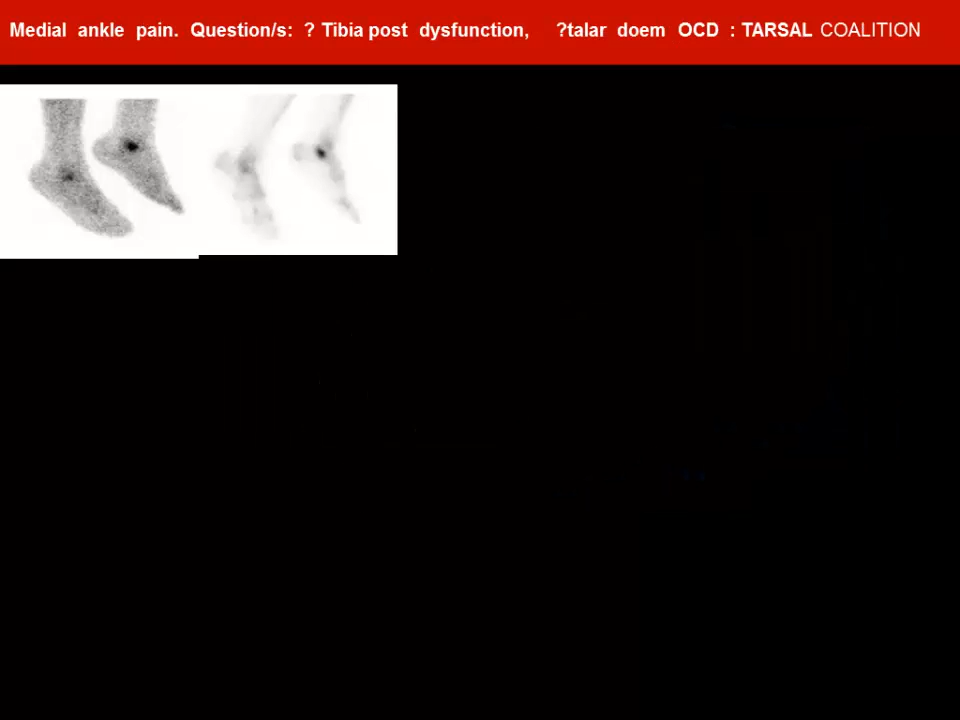 Medial ankle pain. Question/s: ? Tibia post dysfunction, ?talar doem OCD : TARSAL COALITION